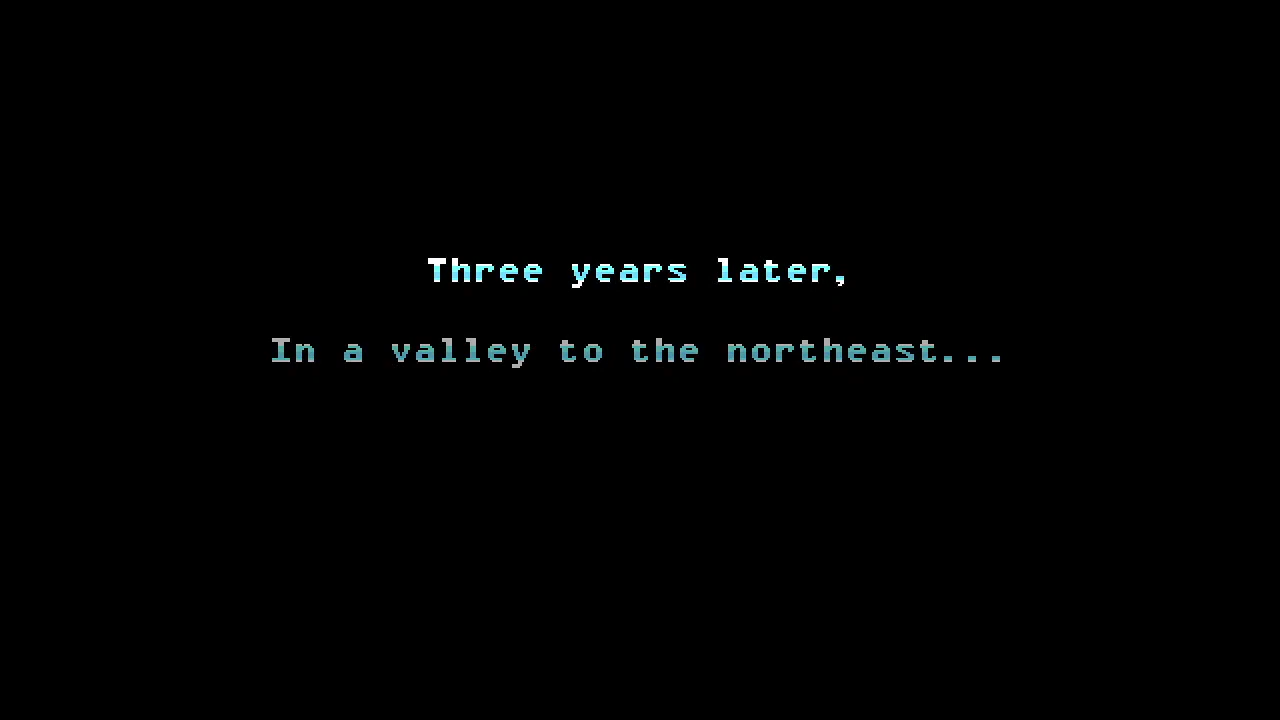 Three years later,
In a valley to the northeast...